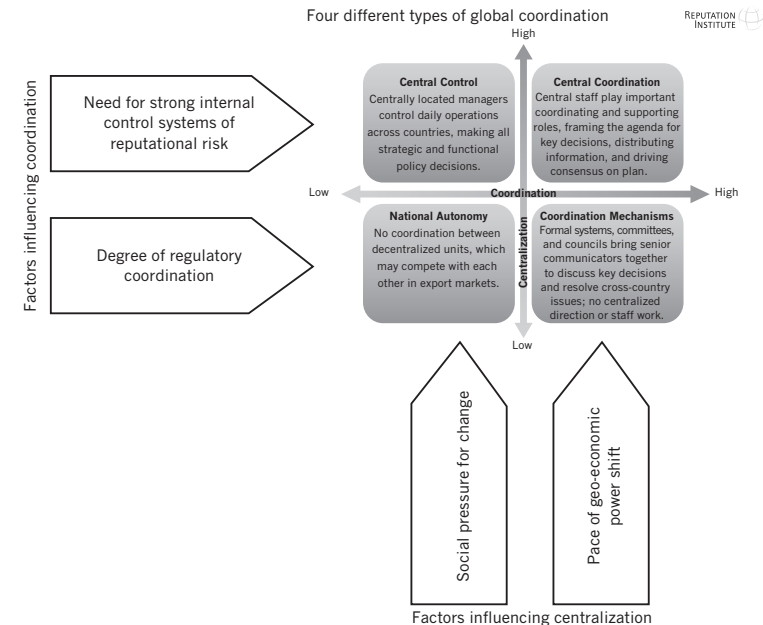 Four different types of global coordination
REPUTATION
INSTITUTE
High
Factors influencing coordination
Need for strong internal
control systems of
reputational risk
Central Control
Centrally located managers
control daily operations
across countries, making all
strategic and functional
policy decisions.
Central Coordination
Central staff play important
coordinating and supporting
roles, framing the agenda for
key decisions, distributing
information, and driving
consensus on plan.
Low
Coordination
High
Degree of regulatory
coordination
National Autonomy
No coordination between
decentralized units, which
may compete with each
other in export markets.
Centralization
Coordination Mechanisms
Formal systems, committees,
and councils bring senior
communicators together
to discuss key decisions
and resolve cross-country
issues; no centralized
direction or staff work.
Low
Social pressure for change
Pace of geo-economic
power shift
Factors influencing centralization